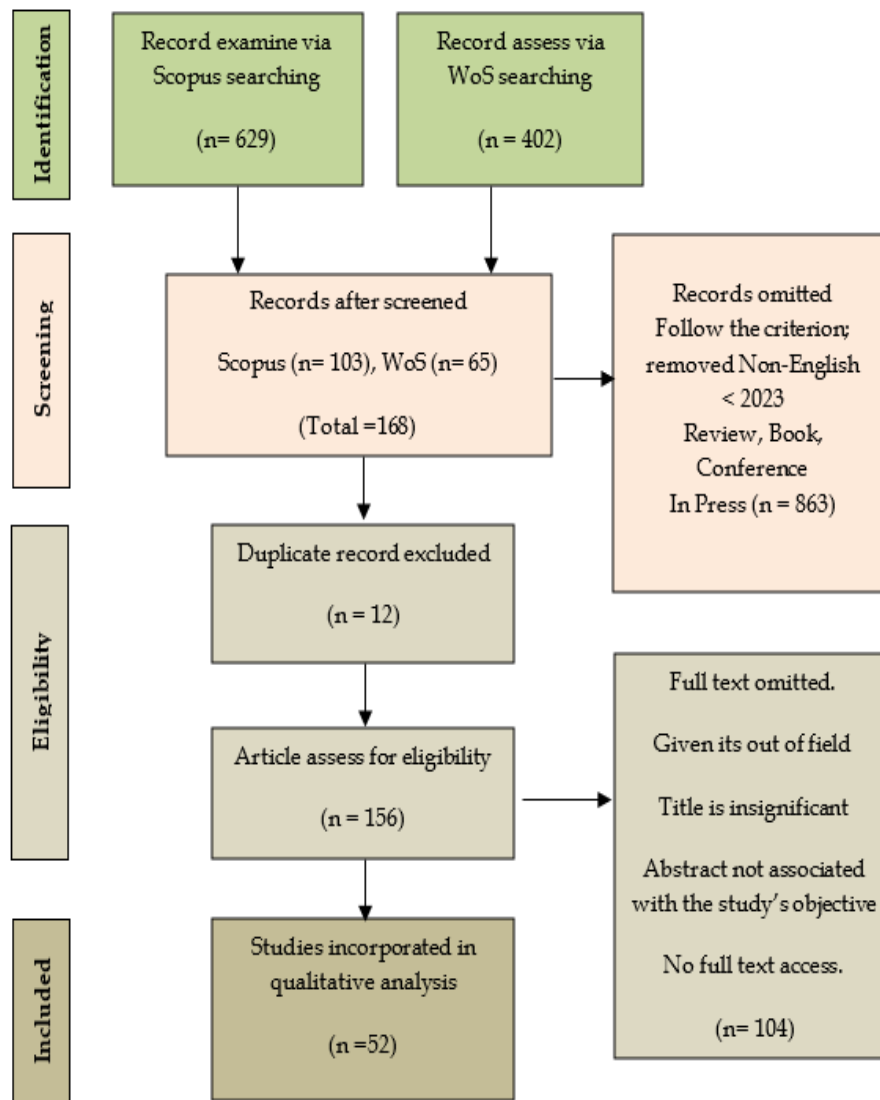 Identification
Record examine via
Scopus searching
(n= 629)
Record assess via
WoS searching
(n = 402)
Screening
Records after screened
Scopus (n= 103), WoS (n= 65)
(Total =168)
Records omitted
Follow the criterion;
removed Non-English
< 2023
Review, Book,
Conference
In Press (n = 863)
Eligibility
Duplicate record excluded
(n = 12)
Article assess for eligibility
(n = 156)
Full text omitted.
Given its out of field
Title is insignificant
Abstract not associated
with the study's objective
No full text access.
(n= 104)
Included
Studies incorporated in
qualitative analysis
(n =52)